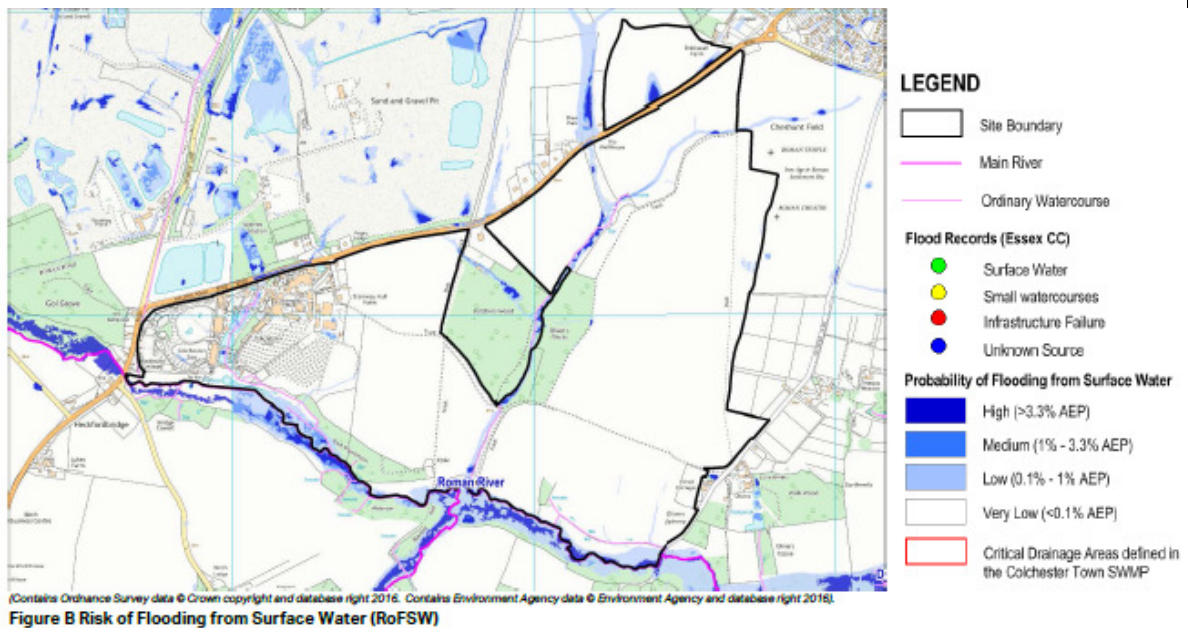 Sand and Gravel Pit
Cheshunt Field
ROMAN TEMPLE
ROMAN THEATRE
Gol Grove
Heckfordbridge
Roman River
LEGEND
Site Boundary
Main River
Ordinary Watercourse
Flood Records (Essex CC)
Surface Water
Small watercourses
Infrastructure Failure
Unknown Source
Probability of Flooding from Surface Water
High (>3.3% AEP)
Medium (1% - 3.3% AEP)
Low (0.1% - 1% AEP)
Very Low (<0.1% AEP)
Critical Drainage Areas defined in
the Colchester Town SWMP
(Contains Ordnance Survey data © Crown copyright and database right 2016. Contains Environment Agency data © Environment Agency and database right 2016).
Figure B Risk of Flooding from Surface Water (RoFSW)